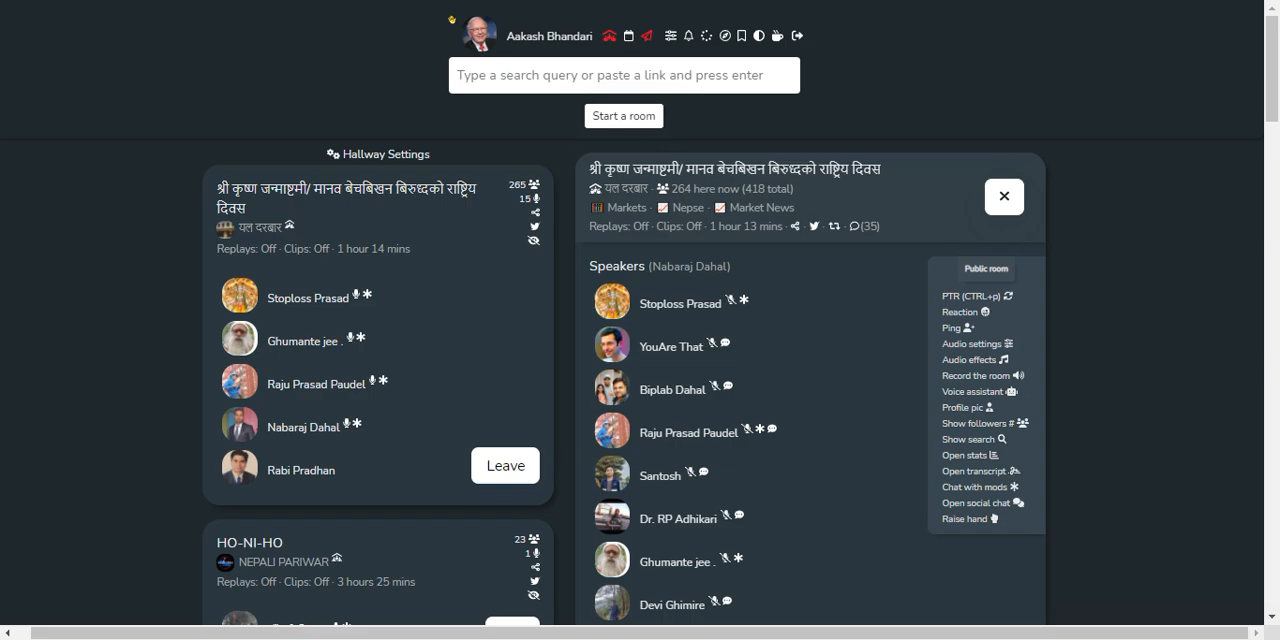 Aakash Bhandari
Type a search query or paste a link and press enter
Start a room
Hallway Settings
श्री कृष्ण जन्माष्टमी/ मानव बेचबिखन बिरुध्दको राष्ट्रिय
दिवस
265
15
यल दरबार
Replays: Off · Clips: Off · 1 hour 14 mins
Stoploss Prasad
Ghumante jee .
Raju Prasad Paudel
Nabaraj Dahal
Rabi Pradhan
Leave
HO-NI-HO
23
1
NEPALI PARIWAR
Replays: Off · Clips: Off · 3 hours 25 mins
श्री कृष्ण जन्माष्टमी/ मानव बेचबिखन बिरुध्दको राष्ट्रिय दिवस
यल दरबार · 264 here now (418 total)
Markets · Nepse · Market News
Replays: Off · Clips: Off · 1 hour 13 mins · · · · (35)
Speakers (Nabaraj Dahal)
Stoploss Prasad
YouAre That
Biplab Dahal
Raju Prasad Paudel
Santosh
Dr. RP Adhikari
Ghumante jee .
Devi Ghimire
Public room
PTR (CTRL+p)
Reaction
Ping
Audio settings
Audio effects
Record the room
Voice assistant
Profile pic
Show followers #
Show search
Open stats
Open transcript
Chat with mods
Open social chat
Raise hand